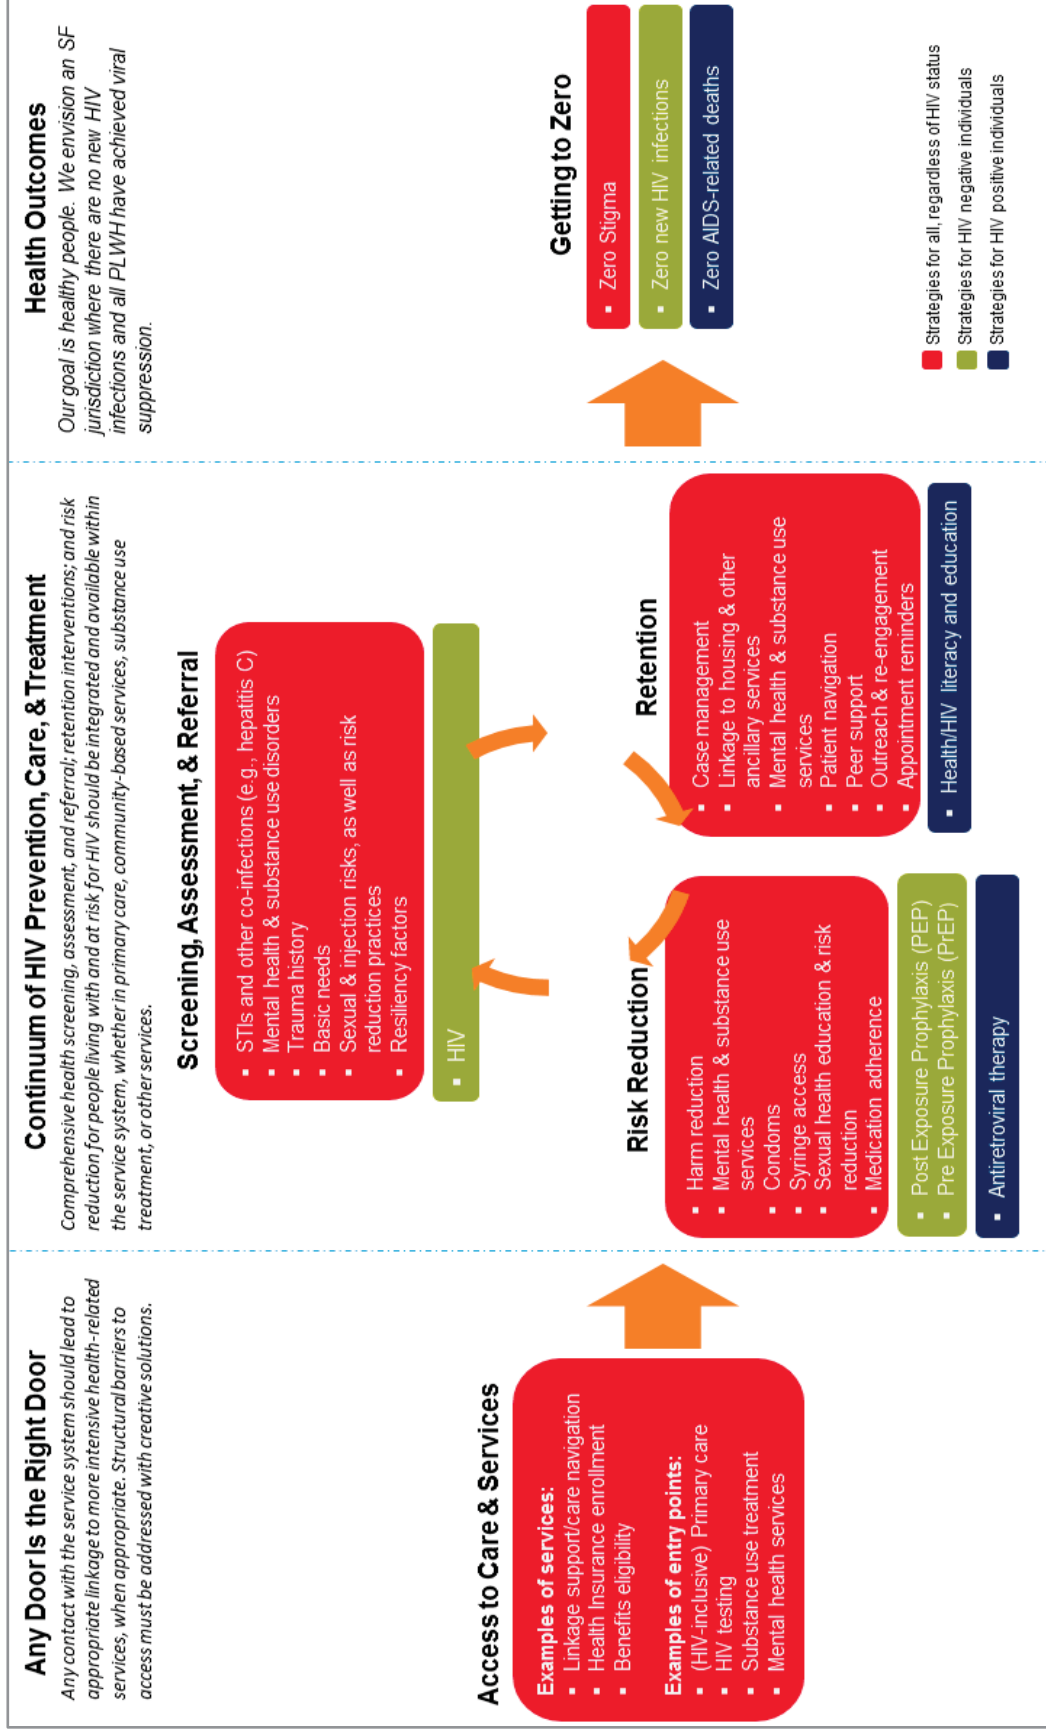 Any Door Is the Right Door
Any contact with the service system should lead to
appropriate linkage to more intensive health-related
services, when appropriate. Structural barriers to
access must be addressed with creative solutions.
Access to Care & Services
Examples of services:
▪ Linkage support/care navigation
▪ Health Insurance enrollment
▪ Benefits eligibility
Examples of entry points:
▪ (HIV-inclusive) Primary care
▪ HIV testing
▪ Substance use treatment
▪ Mental health services
Continuum of HIV Prevention, Care, & Treatment
Comprehensive health screening, assessment, and referral; retention interventions; and risk
reduction for people living with and at risk for HIV should be integrated and available within
the service system, whether in primary care, community-based services, substance use
treatment, or other services.
Screening, Assessment, & Referral
▪ STIs and other co-infections (e.g., hepatitis C)
▪ Mental health & substance use disorders
▪ Trauma history
▪ Basic needs
▪ Sexual & injection risks, as well as risk
reduction practices
▪ Resiliency factors
▪ HIV
Risk Reduction
▪ Harm reduction
▪ Mental health & substance use
services
▪ Condoms
▪ Syringe access
▪ Sexual health education & risk
reduction
▪ Medication adherence
▪ Post Exposure Prophylaxis (PEP)
▪ Pre Exposure Prophylaxis (PrEP)
▪ Antiretroviral therapy
Retention
▪ Case management
▪ Linkage to housing & other
ancillary services
▪ Mental health & substance use
services
▪ Patient navigation
▪ Peer support
▪ Outreach & re-engagement
▪ Appointment reminders
▪ Health/HIV literacy and education
Health Outcomes
Our goal is healthy people. We envision an SF
jurisdiction where there are no new HIV
infections and all PLWH have achieved viral
suppression.
Getting to Zero
▪ Zero Stigma
▪ Zero new HIV infections
▪ Zero AIDS-related deaths
Strategies for all, regardless of HIV status
Strategies for HIV negative individuals
Strategies for HIV positive individuals